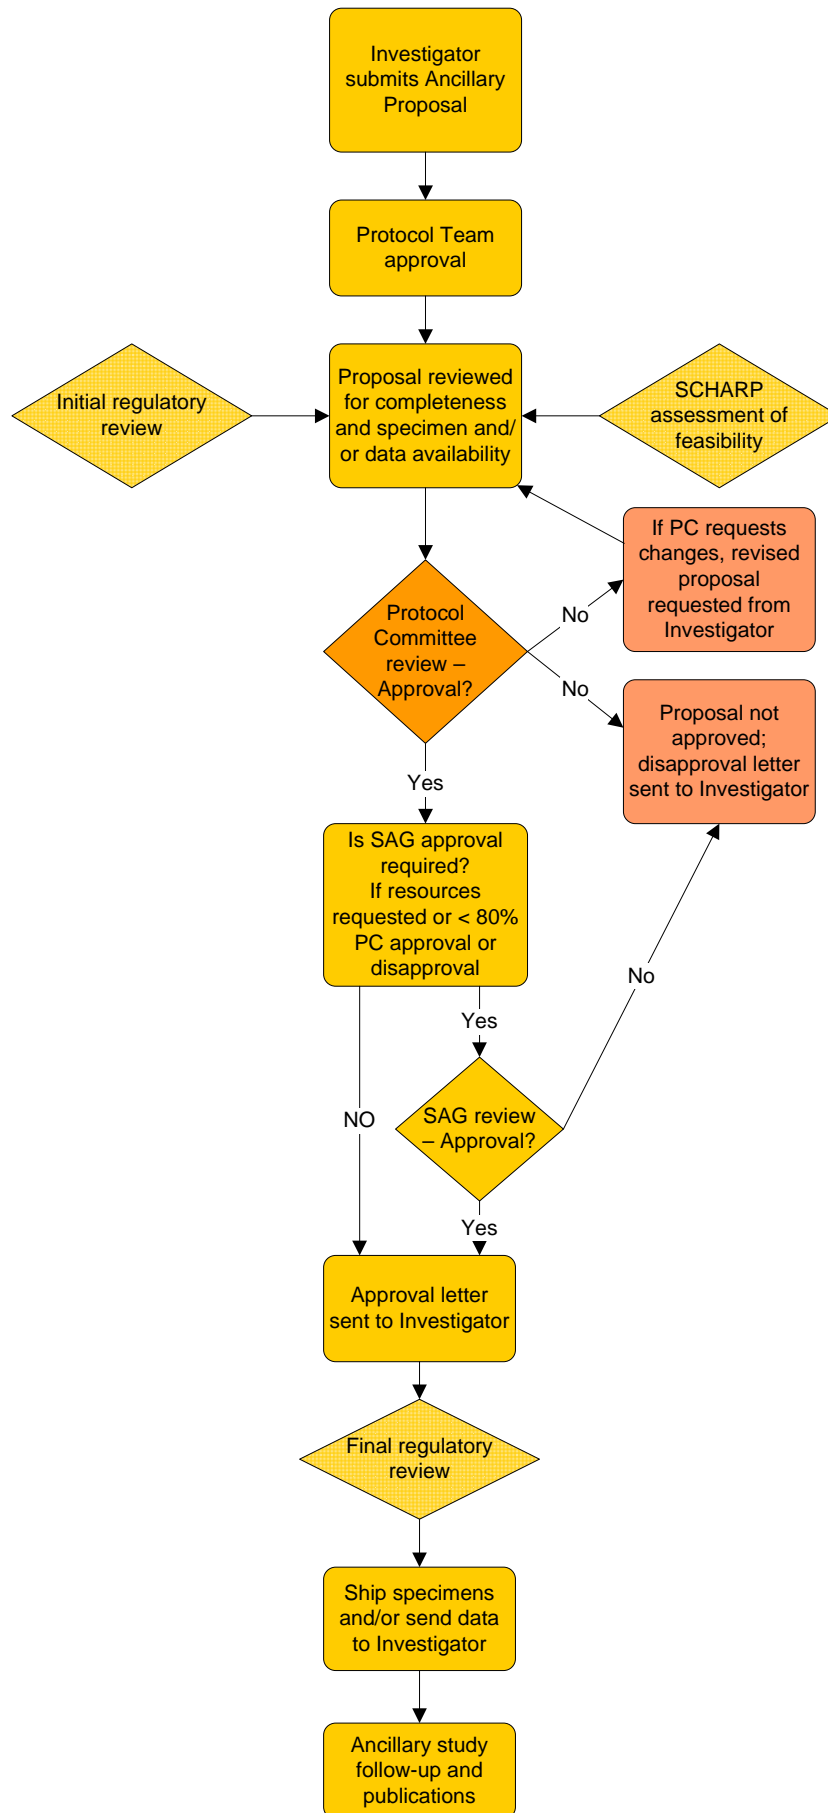 Investigator
submits Ancillary
Proposal
Protocol Team
approval
Initial regulatory
review
Proposal reviewed
for completeness
and specimen and/
or data availability
SCHARP
assessment of
feasibility
If PC requests
changes, revised
proposal
requested from
Investigator
Protocol
Committee
review –
Approval?
No
No
Proposal not
approved;
disapproval letter
sent to Investigator
Yes
Is SAG approval
required?
If resources
requested or < 80%
PC approval or
disapproval
No
Yes
NO
SAG review
– Approval?
Yes
Approval letter
sent to Investigator
Final regulatory
review
Ship specimens
and/or send data
to Investigator
Ancillary study
follow-up and
publications